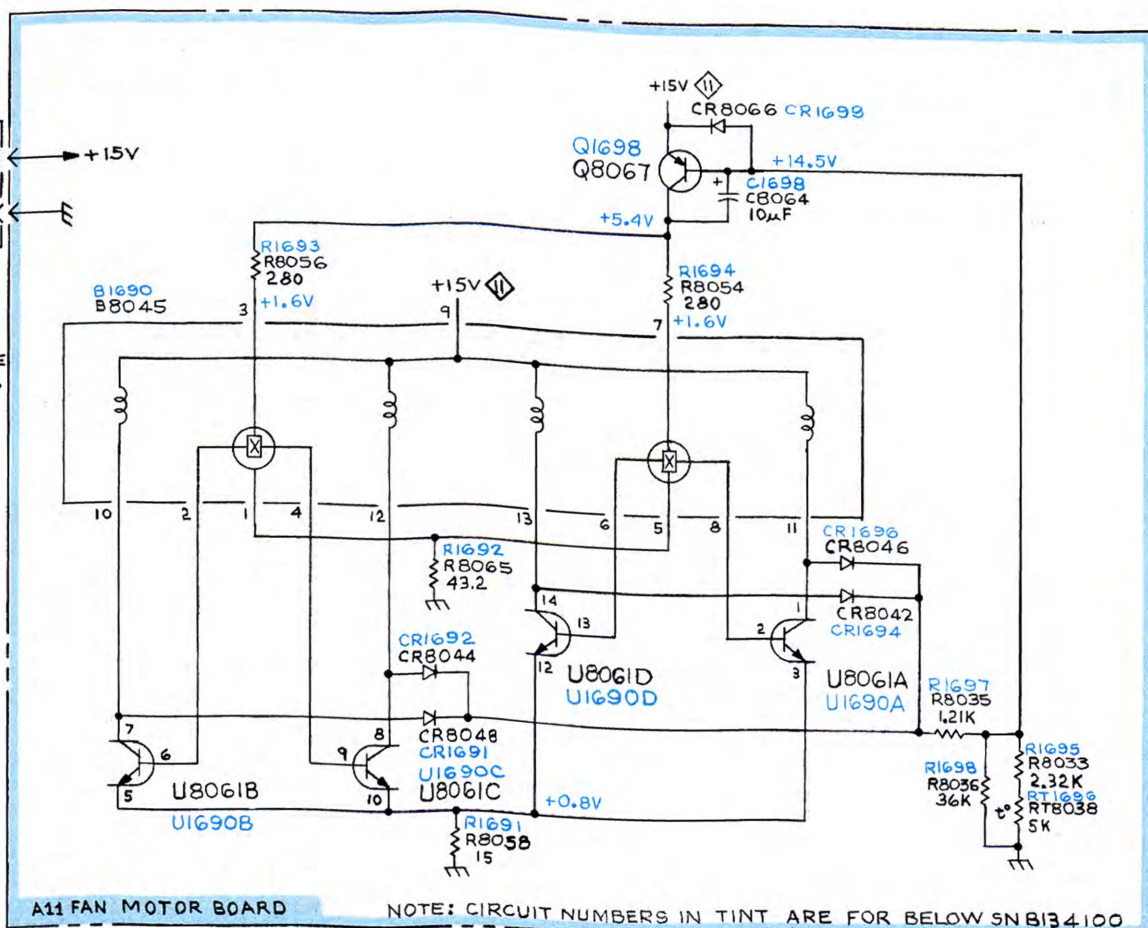 +15V 11
CR8066 CR1699
+15V
Q1698
Q8067
+14.5V
+
C1698
C8064
10μF
+5.4V
R1693
R8056
280
R1694
R8054
280
B1690
B8045
3 +1.6V
+15V 11
9
7 +1.6V
10 2 1 4 12 13 6 5 8 11
R1692
R8065
43.2
CR1696
CR8046
14
13
12
CR8042
CR1694
1
2
3
CR1692
CR8044
U8061D
U1690D
U8061A
U1690A
R1697
R8035
1.21K
7
6
5
CR8048
CR1691
U1690C
U8061C
8
9
10
U8061B
U1690B
R1698
R8036
36K
R1695
R8033
2.32K
RT1696
RT8038
5K
t°
+0.8V
R1691
R8058
15
A11 FAN MOTOR BOARD
NOTE: CIRCUIT NUMBERS IN TINT ARE FOR BELOW SN B134100